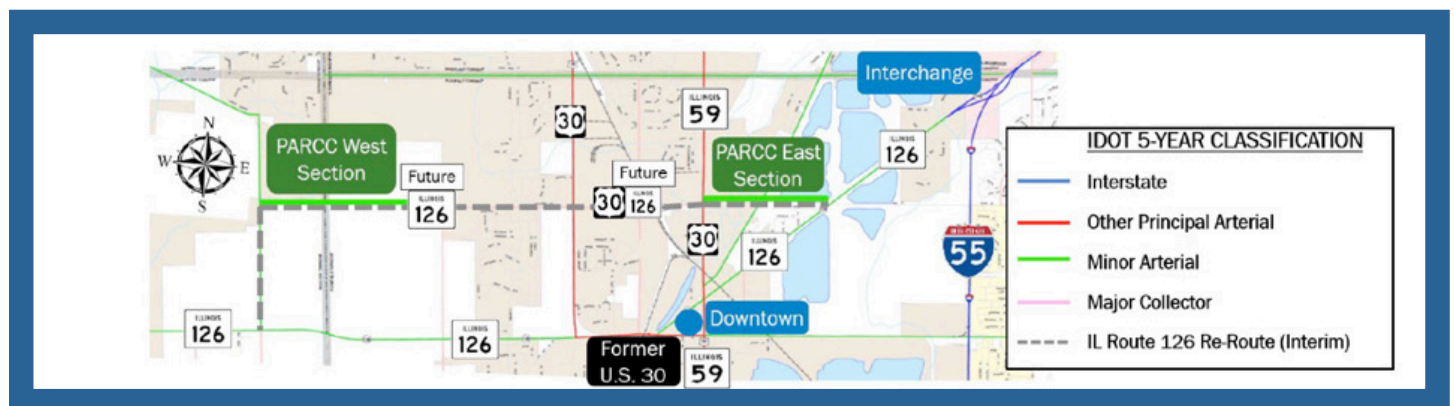 Interchange
ILLINOIS
59
30
ILLINOIS
126
N
W
E
S
PARCC West
Section
PARCC East
Section
Future
ILLINOIS
126
Future
30
ILLINOIS
126
30
ILLINOIS
126
55
ILLINOIS
126
ILLINOIS
126
Downtown
Former
U.S. 30
ILLINOIS
59
IDOT 5-YEAR CLASSIFICATION
Interstate
Other Principal Arterial
Minor Arterial
Major Collector
IL Route 126 Re-Route (Interim)